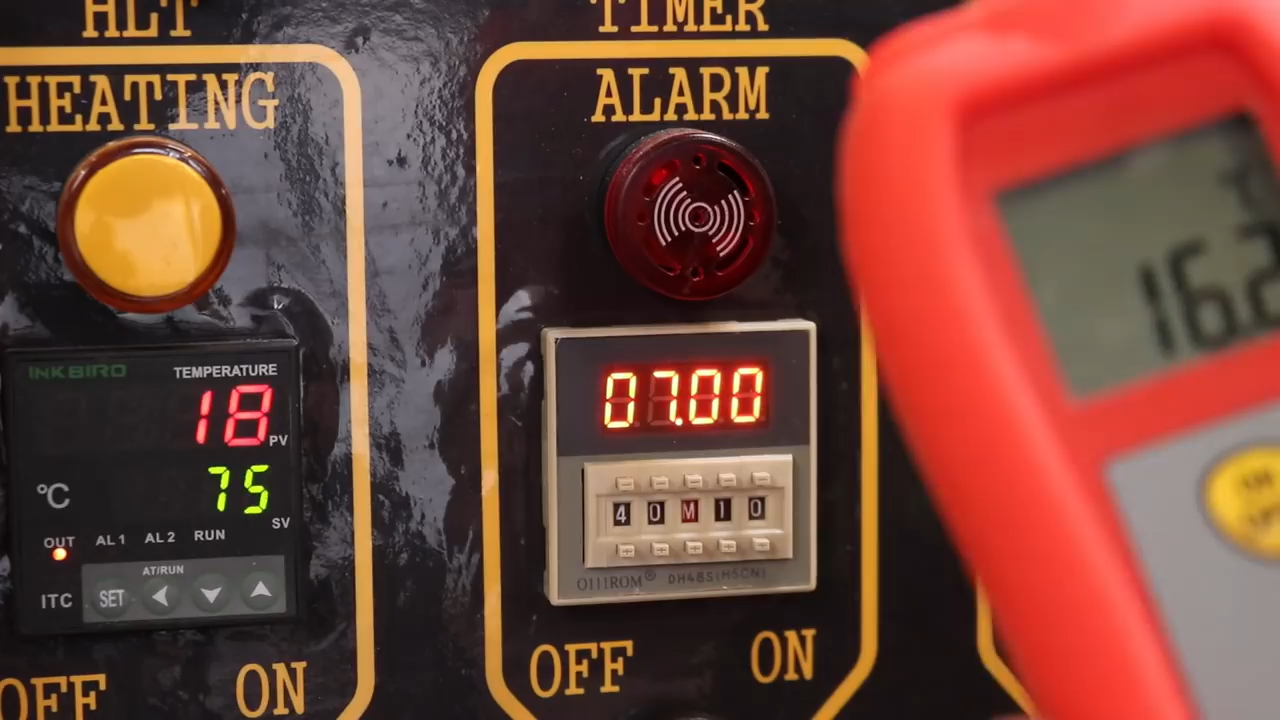 HLT
HEATING
INKBIRD
TEMPERATURE
18
PV
°C
75
SV
OUT AL1 AL2 RUN
AT/RUN
ITC SET
OFF ON
TIMER
ALARM
07.00
4 0 M 1 0
O111ROM® DH48S(H5CN)
OFF ON
16.2